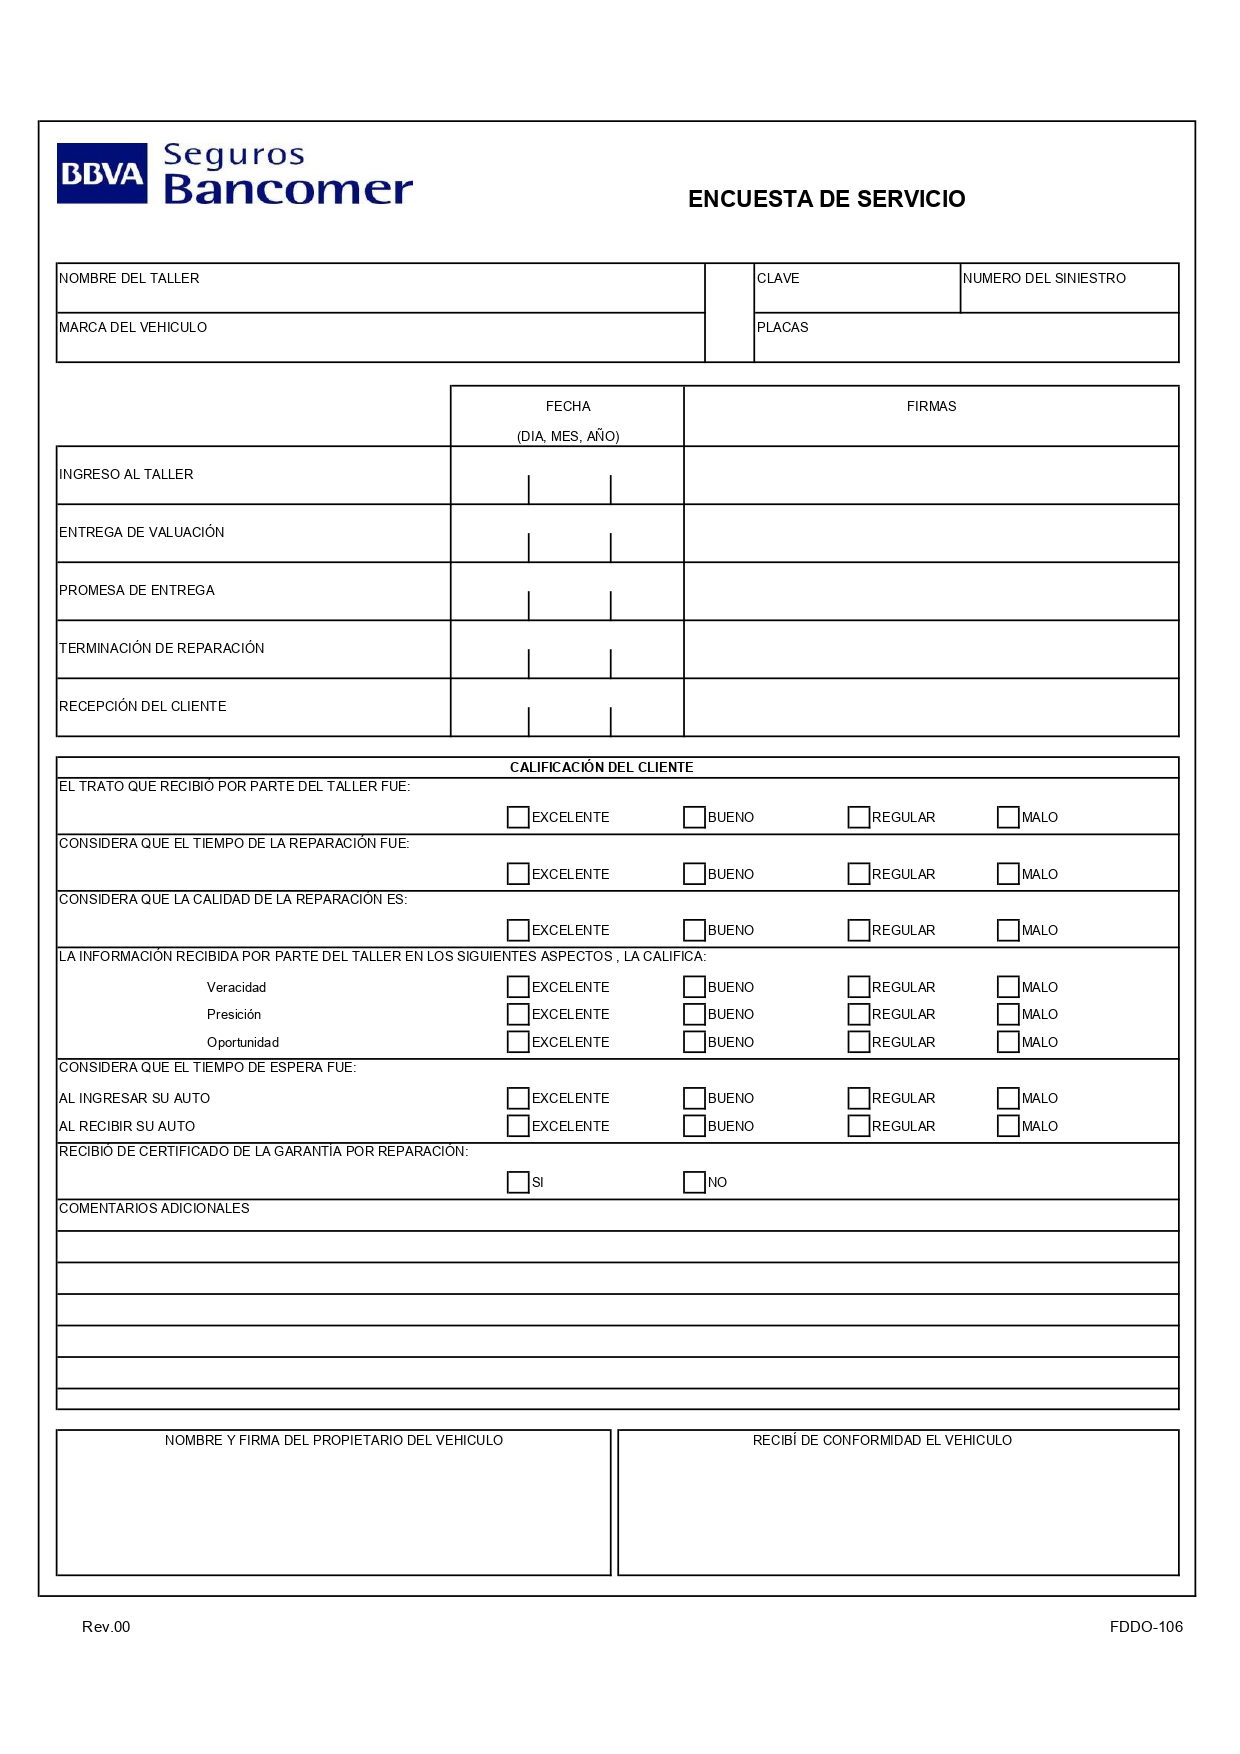 BBVA Seguros
Bancomer
ENCUESTA DE SERVICIO
NOMBRE DEL TALLER CLAVE NUMERO DEL SINIESTRO
MARCA DEL VEHICULO PLACAS
FECHA FIRMAS
(DIA, MES, AÑO)
INGRESO AL TALLER
ENTREGA DE VALUACIÓN
PROMESA DE ENTREGA
TERMINACIÓN DE REPARACIÓN
RECEPCIÓN DEL CLIENTE
CALIFICACIÓN DEL CLIENTE
EL TRATO QUE RECIBIÓ POR PARTE DEL TALLER FUE:
EXCELENTE BUENO REGULAR MALO
CONSIDERA QUE EL TIEMPO DE LA REPARACIÓN FUE:
EXCELENTE BUENO REGULAR MALO
CONSIDERA QUE LA CALIDAD DE LA REPARACIÓN ES:
EXCELENTE BUENO REGULAR MALO
LA INFORMACIÓN RECIBIDA POR PARTE DEL TALLER EN LOS SIGUIENTES ASPECTOS , LA CALIFICA:
Veracidad EXCELENTE BUENO REGULAR MALO
Presición EXCELENTE BUENO REGULAR MALO
Oportunidad EXCELENTE BUENO REGULAR MALO
CONSIDERA QUE EL TIEMPO DE ESPERA FUE:
AL INGRESAR SU AUTO EXCELENTE BUENO REGULAR MALO
AL RECIBIR SU AUTO EXCELENTE BUENO REGULAR MALO
RECIBIÓ DE CERTIFICADO DE LA GARANTÍA POR REPARACIÓN:
SI NO
COMENTARIOS ADICIONALES
NOMBRE Y FIRMA DEL PROPIETARIO DEL VEHICULO RECIBÍ DE CONFORMIDAD EL VEHICULO
Rev.00 FDDO-106